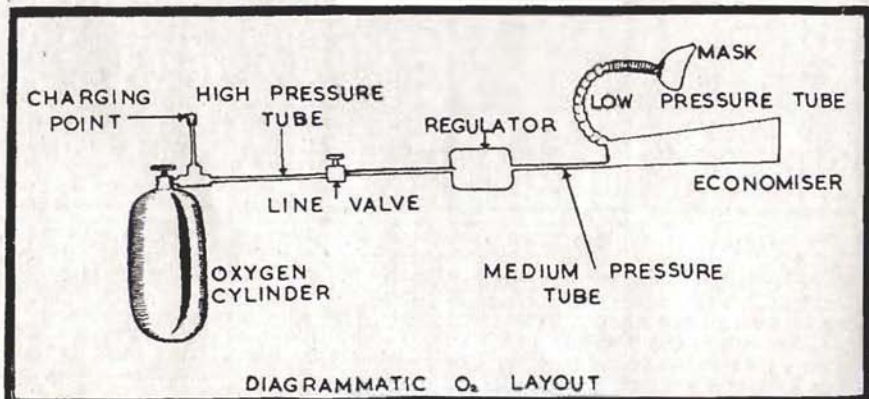 MASK
CHARGING
POINT
HIGH PRESSURE
TUBE
LOW PRESSURE TUBE
REGULATOR
LINE VALVE
ECONOMISER
OXYGEN
CYLINDER
MEDIUM PRESSURE
TUBE
DIAGRAMMATIC O₂ LAYOUT